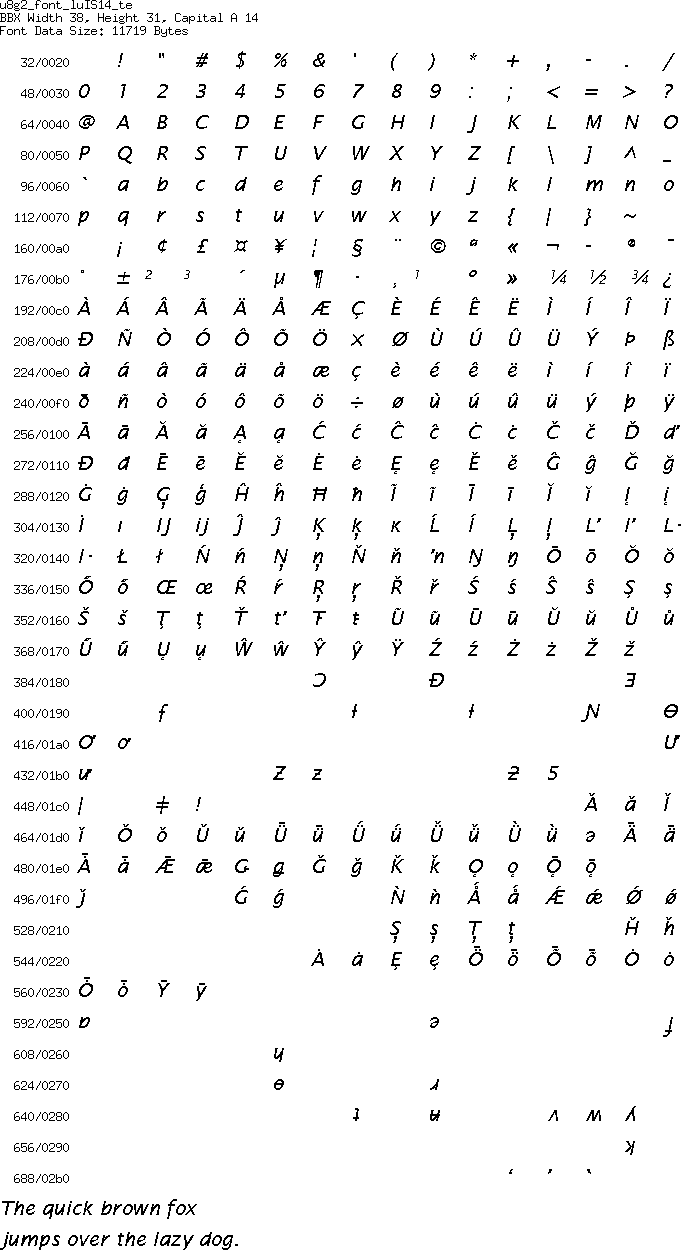 u8g2_font_luIS14_te
BBX Width 38, Height 31, Capital A 14
Font Data Size: 11719 Bytes
32/0020 ! " # $ % & ' ( ) * + , - . /
48/0030 0 1 2 3 4 5 6 7 8 9 : ; < = > ?
64/0040 @ A B C D E F G H I J K L M N O
80/0050 P Q R S T U V W X Y Z [ \ ] ^ _
96/0060 ` a b c d e f g h i j k l m n o
112/0070 p q r s t u v w x y z { | } ~
160/00a0 ¡ ¢ £ ¤ ¥ ¦ § ¨ © ª « ¬ - ® ¯
176/00b0 ° ± ² ³ ´ µ ¶ · ¸ ¹ º » ¼ ½ ¾ ¿
192/00c0 À Á Â Ã Ä Å Æ Ç È É Ê Ë Ì Í Î Ï
208/00d0 Ð Ñ Ò Ó Ô Õ Ö × Ø Ù Ú Û Ü Ý Þ ß
224/00e0 à á â ã ä å æ ç è é ê ë ì í î ï
240/00f0 ð ñ ò ó ô õ ö ÷ ø ù ú û ü ý þ ÿ
256/0100 Ā ā Ă ă Ą ą Ć ć Ĉ ĉ Ċ ċ Č č Ď ď
272/0110 Đ đ Ē ē Ĕ ĕ Ė ė Ę ę Ě ě Ĝ ĝ Ğ ğ
288/0120 Ġ ġ Ģ ģ Ĥ ĥ Ħ ħ Ĩ ĩ Ī ī Ĭ ĭ Į į
304/0130 İ ı Ĳ ĳ Ĵ ĵ Ķ ķ ĸ Ĺ ĺ Ļ ļ Ľ ľ Ŀ
320/0140 ŀ Ł ł Ń ń Ņ ņ Ň ň ŉ Ŋ ŋ Ō ō Ŏ ŏ
336/0150 Ő ő Œ œ Ŕ ŕ Ŗ ŗ Ř ř Ś ś Ŝ ŝ Ş ş
352/0160 Š š Ţ ţ Ť ť Ŧ ŧ Ũ ũ Ū ū Ŭ ŭ Ů ů
368/0170 Ű ű Ų ų Ŵ ŵ Ŷ ŷ Ÿ Ź ź Ż ż Ž ž
384/0180 Ɔ Ɖ Ǝ
400/0190 ƒ ƚ ƚ Ɲ Ɵ
416/01a0 Ơ ơ Ư
432/01b0 ư Ƶ ƶ ƻ 5
448/01c0 ǀ ǂ ǃ Ǎ ǎ Ǐ
464/01d0 ǐ Ǒ ǒ Ǔ ǔ Ǖ ǖ Ǘ ǘ Ǚ ǚ Ǜ ǜ ǝ Ǟ ǟ
480/01e0 Ǡ ǡ Ǣ ǣ Ǥ ǥ Ǧ ǧ Ǩ ǩ Ǫ ǫ Ǭ ǭ
496/01f0 ǰ Ǵ ǵ Ǹ ǹ Ǻ ǻ Ǽ ǽ Ǿ ǿ
528/0210 Ș ș Ț ț Ȟ ȟ
544/0220 Ȧ ȧ Ȩ ȩ Ȫ ȫ Ȭ ȭ Ȯ ȯ
560/0230 Ȱ ȱ Ȳ ȳ
592/0250 ɒ ə ɟ
608/0260 ɥ
624/0270 ɵ ɹ
640/0280 ʇ ʉ ʌ ʍ ʎ
656/0290 ʞ
688/02b0 ʻ ʼ ʽ
The quick brown fox
jumps over the lazy dog.